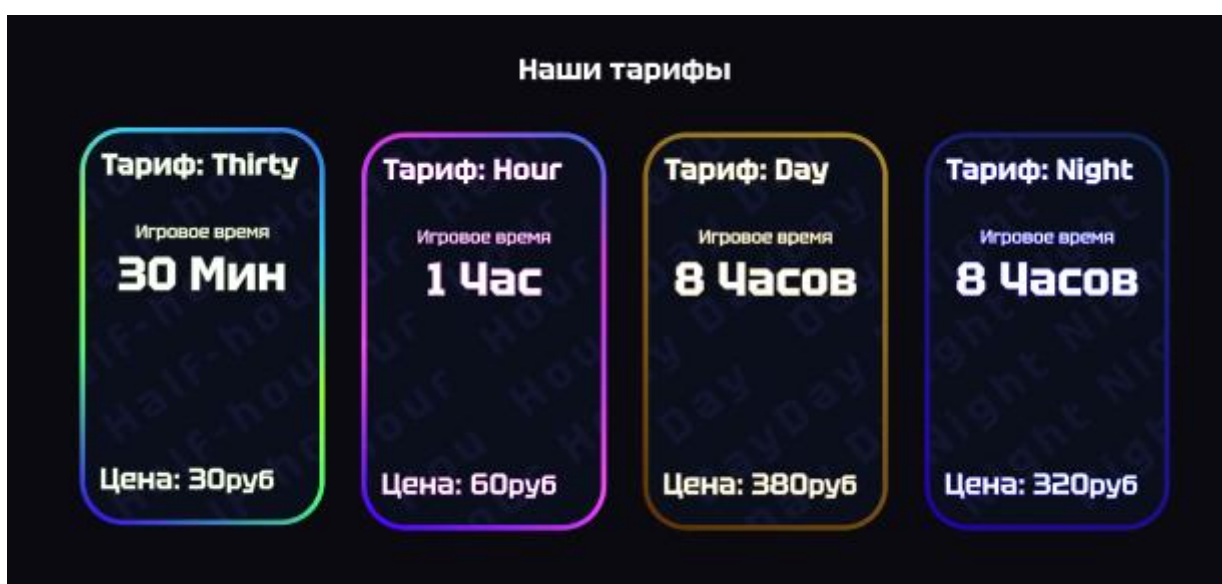 Наши тарифы
Тариф: Thirty
Игровое время
30 Мин
Цена: 30руб
Тариф: Hour
Игровое время
1 Час
Цена: 60руб
Тариф: Day
Игровое время
8 Часов
Цена: 380руб
Тариф: Night
Игровое время
8 Часов
Цена: 320руб